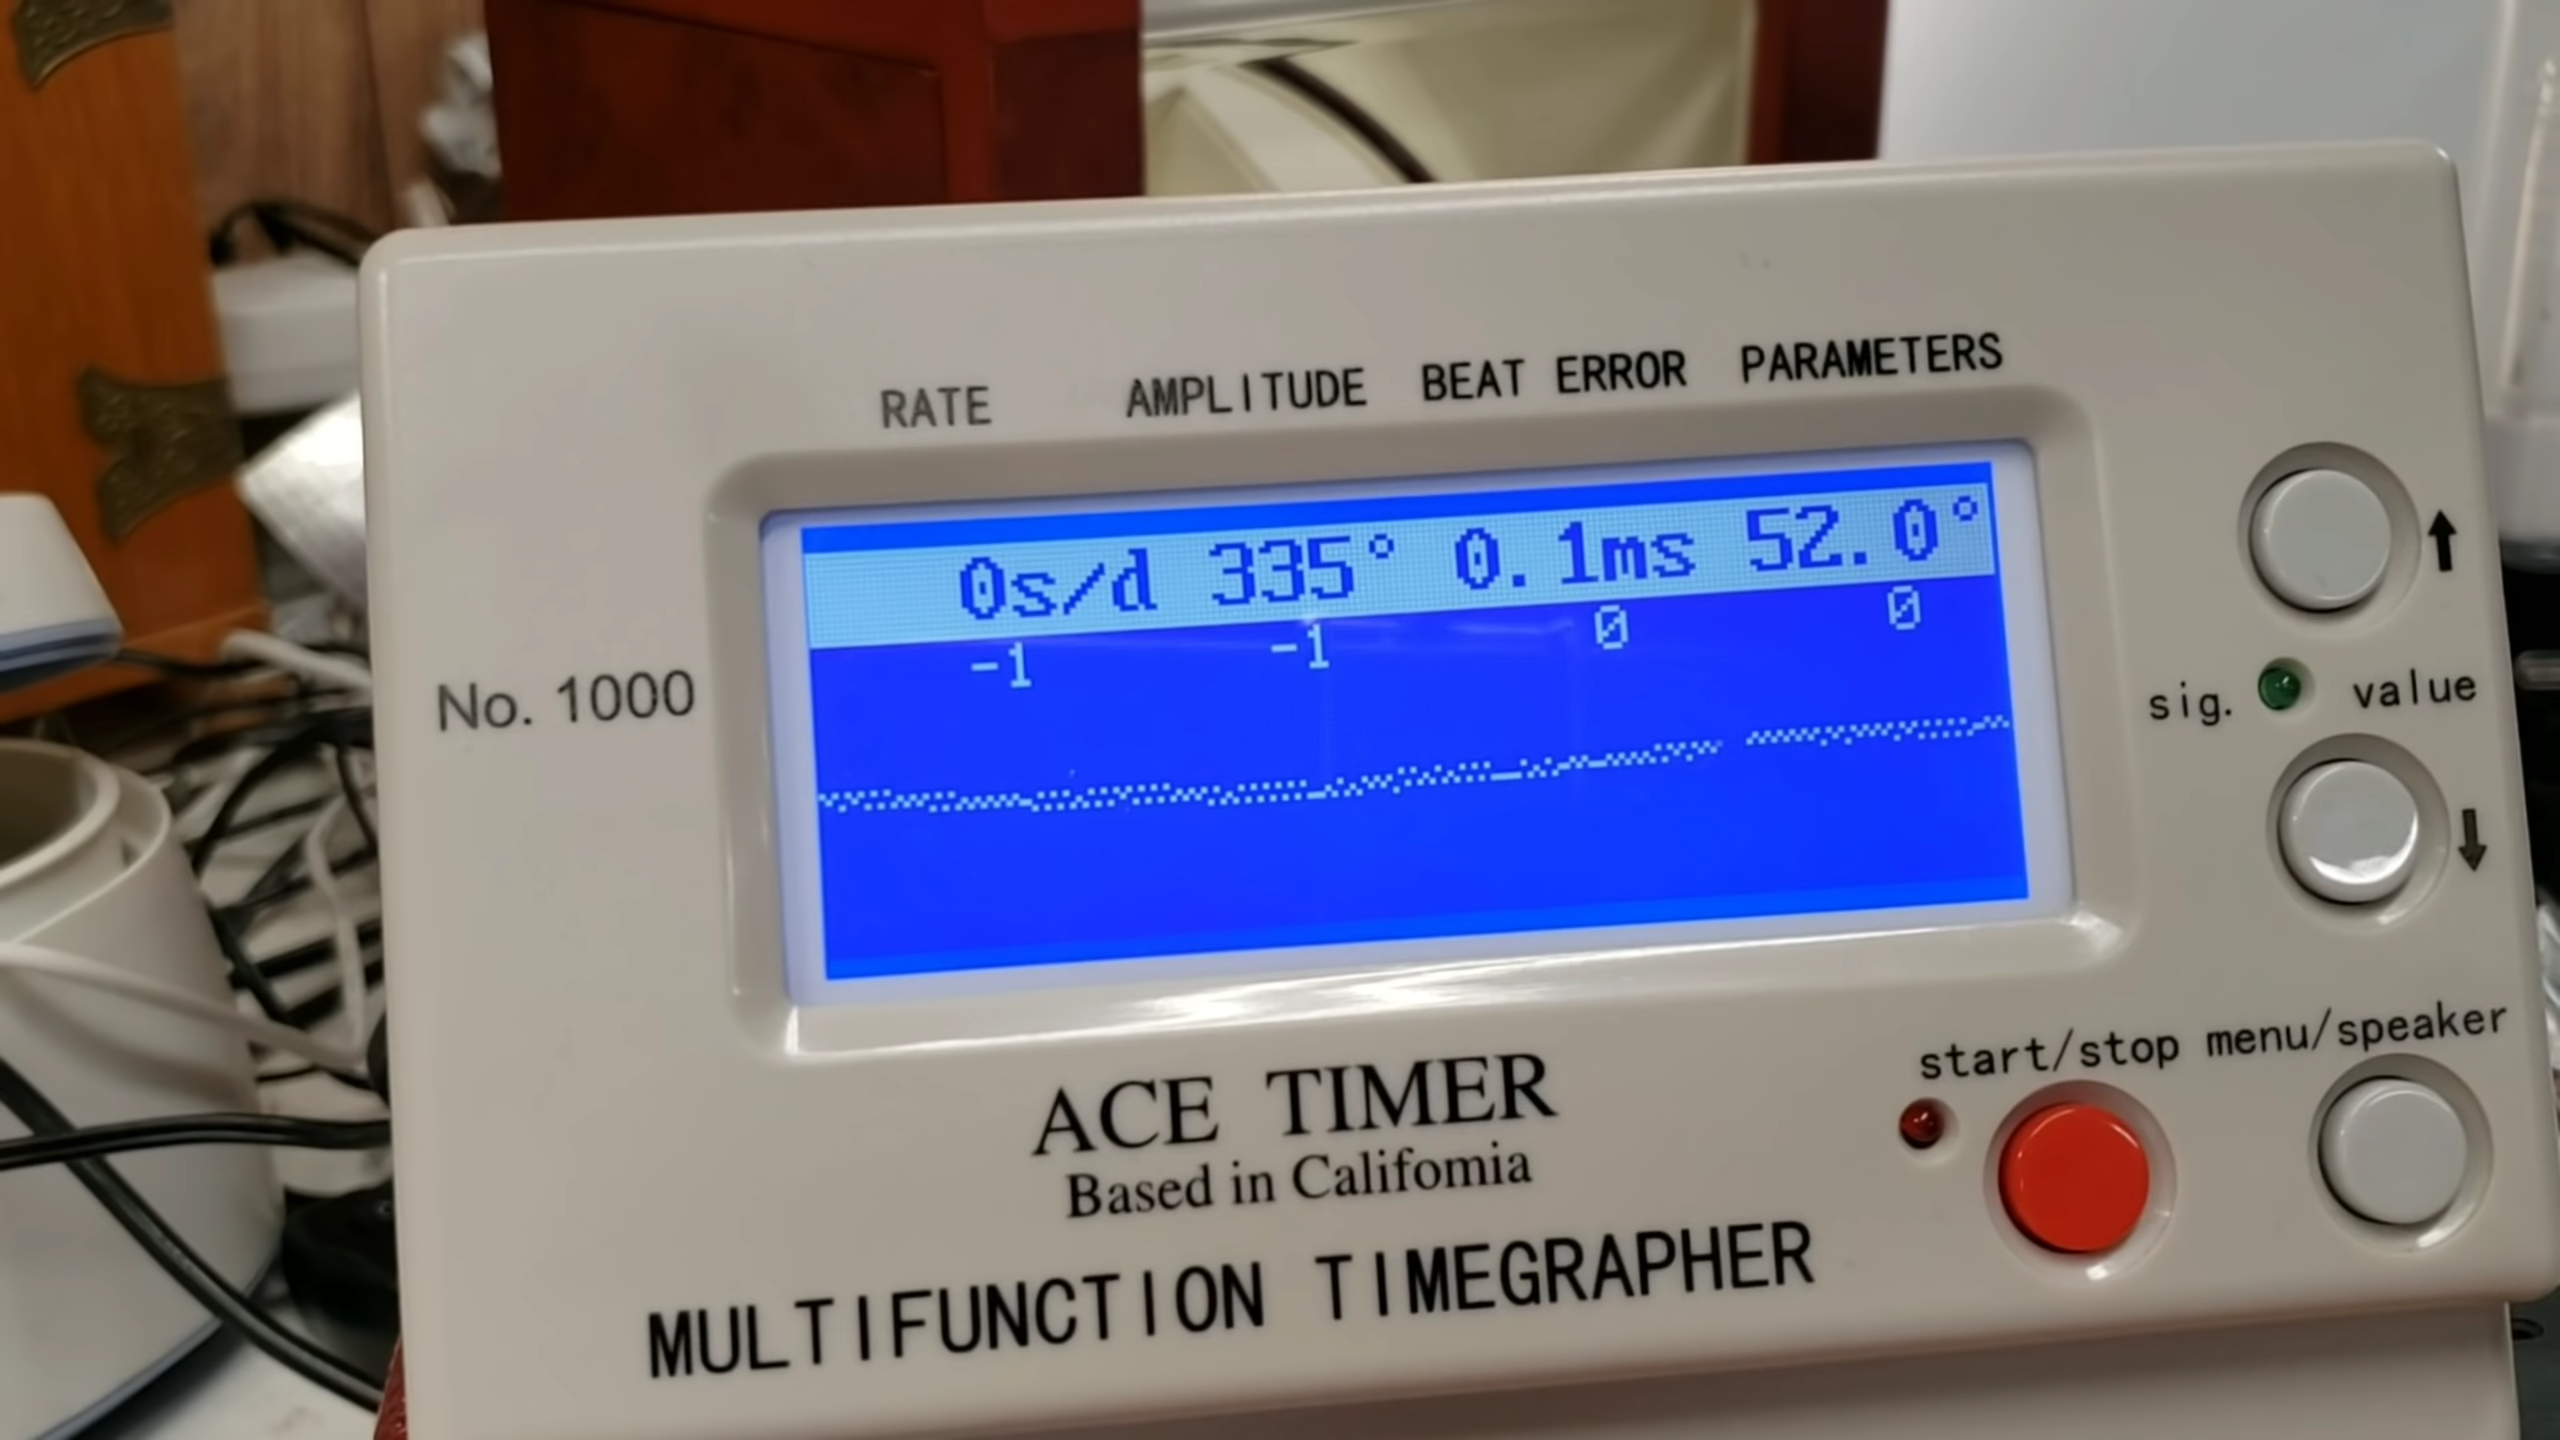 RATE AMPLITUDE BEAT ERROR PARAMETERS
0s/d 335° 0.1ms 52.0°
-1 -1 0 0
No. 1000
sig. value
start/stop menu/speaker
ACE TIMER
Based in Califomia
MULTIFUNCTION TIMEGRAPHER